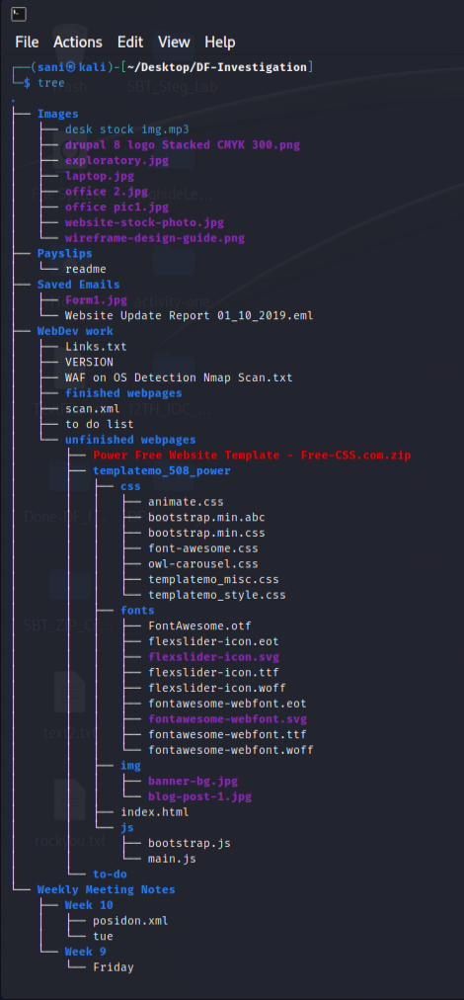 File Actions Edit View Help
┌──(sani㉿kali)-[~/Desktop/DF-Investigation]
└─$ tree
.
├── Images
│   ├── desk stock img.mp3
│   ├── drupal 8 logo Stacked CMYK 300.png
│   ├── exploratory.jpg
│   ├── laptop.jpg
│   ├── office 2.jpg
│   ├── office pic1.jpg
│   ├── website-stock-photo.jpg
│   └── wireframe-design-guide.png
├── Payslips
│   └── readme
├── Saved Emails
│   ├── Form1.jpg
│   └── Website Update Report 01_10_2019.eml
├── WebDev work
│   ├── Links.txt
│   ├── VERSION
│   ├── WAF on OS Detection Nmap Scan.txt
│   ├── finished webpages
│   ├── scan.xml
│   ├── to do list
│   └── unfinished webpages
│       ├── Power Free Website Template - Free-CSS.com.zip
│       ├── templatemo_508_power
│       │   ├── css
│       │   │   ├── animate.css
│       │   │   ├── bootstrap.min.abc
│       │   │   ├── bootstrap.min.css
│       │   │   ├── font-awesome.css
│       │   │   ├── owl-carousel.css
│       │   │   ├── templatemo_misc.css
│       │   │   └── templatemo_style.css
│       │   ├── fonts
│       │   │   ├── FontAwesome.otf
│       │   │   ├── flexslider-icon.eot
│       │   │   ├── flexslider-icon.svg
│       │   │   ├── flexslider-icon.ttf
│       │   │   ├── flexslider-icon.woff
│       │   │   ├── fontawesome-webfont.eot
│       │   │   ├── fontawesome-webfont.svg
│       │   │   ├── fontawesome-webfont.ttf
│       │   │   └── fontawesome-webfont.woff
│       │   ├── img
│       │   │   ├── banner-bg.jpg
│       │   │   └── blog-post-1.jpg
│       │   ├── index.html
│       │   └── js
│       │       ├── bootstrap.js
│       │       └── main.js
│       └── to-do
└── Weekly Meeting Notes
    ├── Week 10
    │   ├── posidon.xml
    │   └── tue
    └── Week 9
        └── Friday